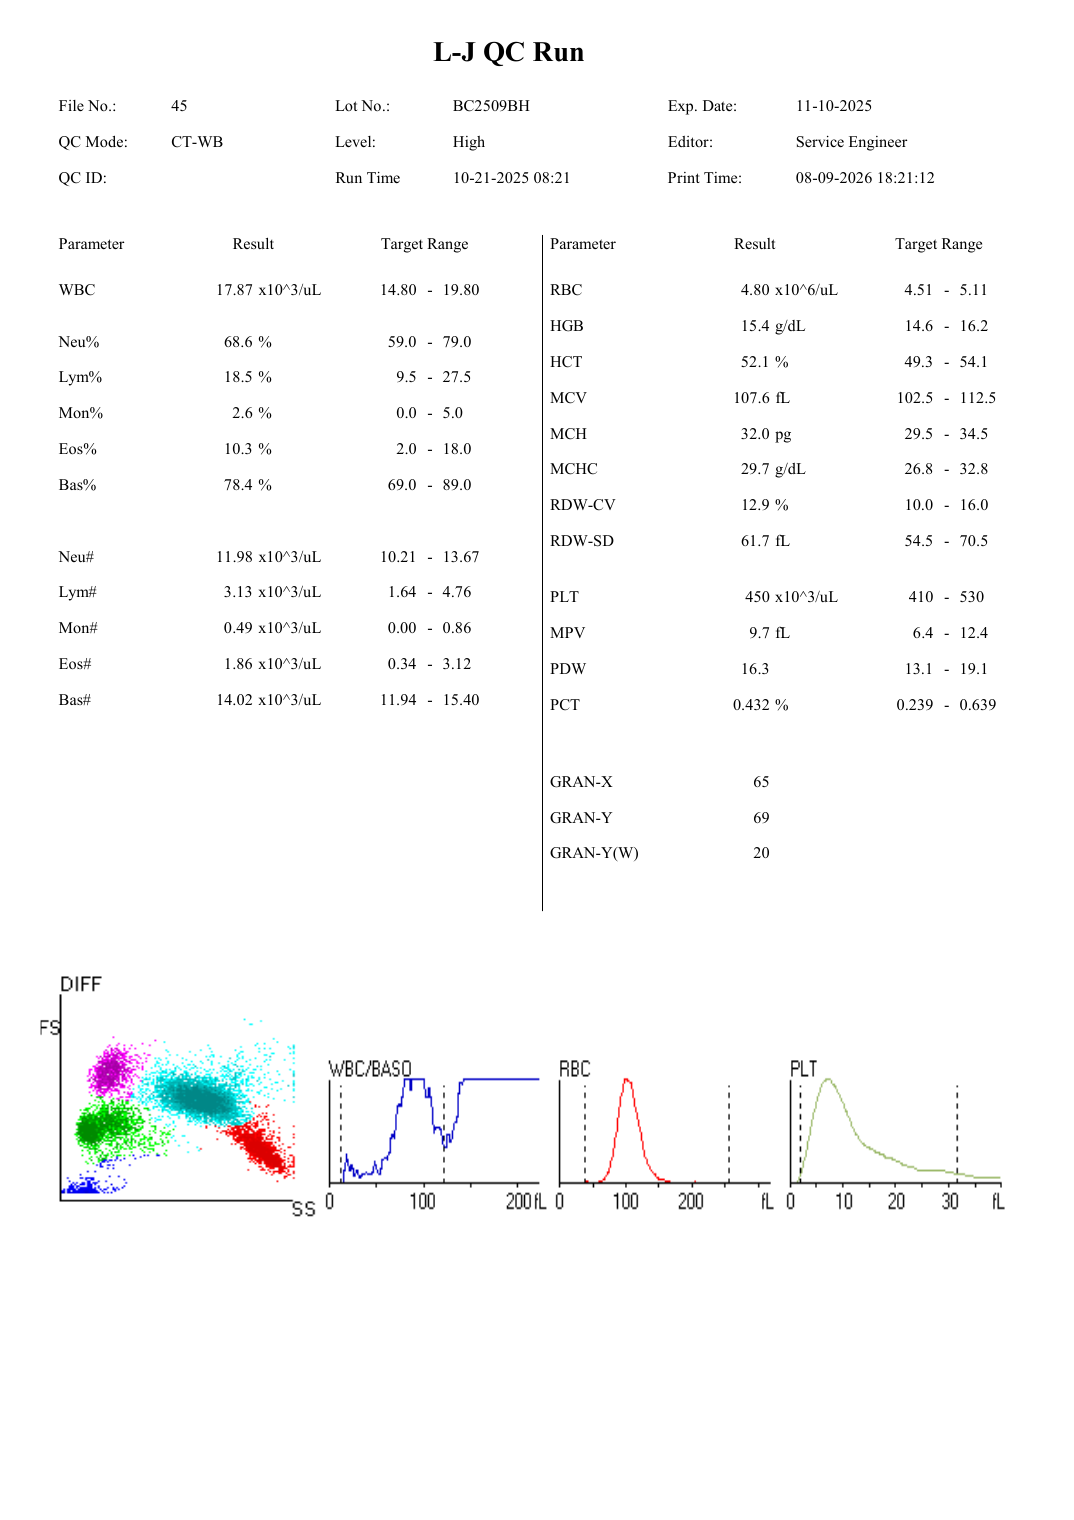 L-J QC Run
File No.: 45 Lot No.: BC2509BH Exp. Date: 11-10-2025
QC Mode: CT-WB Level: High Editor: Service Engineer
QC ID: Run Time 10-21-2025 08:21 Print Time: 08-09-2026 18:21:12
Parameter Result Target Range
WBC 17.87 x10^3/uL 14.80 - 19.80
Neu% 68.6 % 59.0 - 79.0
Lym% 18.5 % 9.5 - 27.5
Mon% 2.6 % 0.0 - 5.0
Eos% 10.3 % 2.0 - 18.0
Bas% 78.4 % 69.0 - 89.0
Neu# 11.98 x10^3/uL 10.21 - 13.67
Lym# 3.13 x10^3/uL 1.64 - 4.76
Mon# 0.49 x10^3/uL 0.00 - 0.86
Eos# 1.86 x10^3/uL 0.34 - 3.12
Bas# 14.02 x10^3/uL 11.94 - 15.40
Parameter Result Target Range
RBC 4.80 x10^6/uL 4.51 - 5.11
HGB 15.4 g/dL 14.6 - 16.2
HCT 52.1 % 49.3 - 54.1
MCV 107.6 fL 102.5 - 112.5
MCH 32.0 pg 29.5 - 34.5
MCHC 29.7 g/dL 26.8 - 32.8
RDW-CV 12.9 % 10.0 - 16.0
RDW-SD 61.7 fL 54.5 - 70.5
PLT 450 x10^3/uL 410 - 530
MPV 9.7 fL 6.4 - 12.4
PDW 16.3 13.1 - 19.1
PCT 0.432 % 0.239 - 0.639
GRAN-X 65
GRAN-Y 69
GRAN-Y(W) 20
DIFF
FS
SS
WBC/BASO
0 100 200fL
RBC
0 100 200 fL
PLT
0 10 20 30 fL